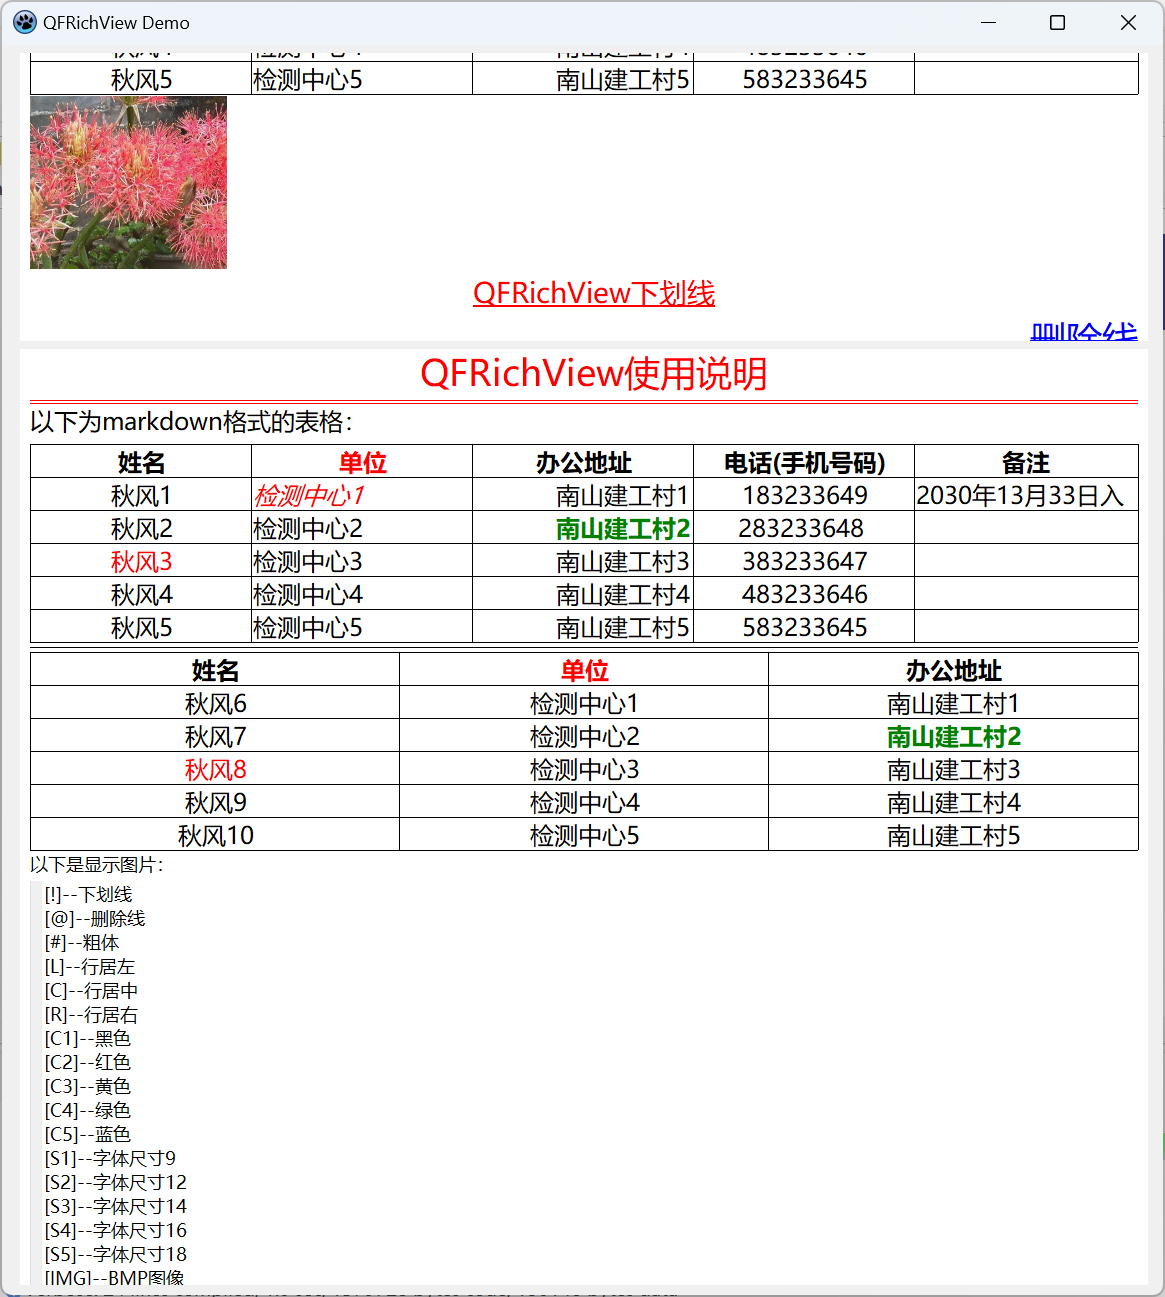 QFRichView Demo
秋风5 检测中心5 南山建工村5 583233645
QFRichView下划线
删除线
QFRichView使用说明
以下为markdown格式的表格：
姓名 单位 办公地址 电话(手机号码) 备注
秋风1 检测中心1 南山建工村1 183233649 2030年13月33日入
秋风2 检测中心2 南山建工村2 283233648
秋风3 检测中心3 南山建工村3 383233647
秋风4 检测中心4 南山建工村4 483233646
秋风5 检测中心5 南山建工村5 583233645
姓名 单位 办公地址
秋风6 检测中心1 南山建工村1
秋风7 检测中心2 南山建工村2
秋风8 检测中心3 南山建工村3
秋风9 检测中心4 南山建工村4
秋风10 检测中心5 南山建工村5
以下是显示图片：
[!]--下划线
[@]--删除线
[#]--粗体
[L]--行居左
[C]--行居中
[R]--行居右
[C1]--黑色
[C2]--红色
[C3]--黄色
[C4]--绿色
[C5]--蓝色
[S1]--字体尺寸9
[S2]--字体尺寸12
[S3]--字体尺寸14
[S4]--字体尺寸16
[S5]--字体尺寸18
[IMG]--BMP图像